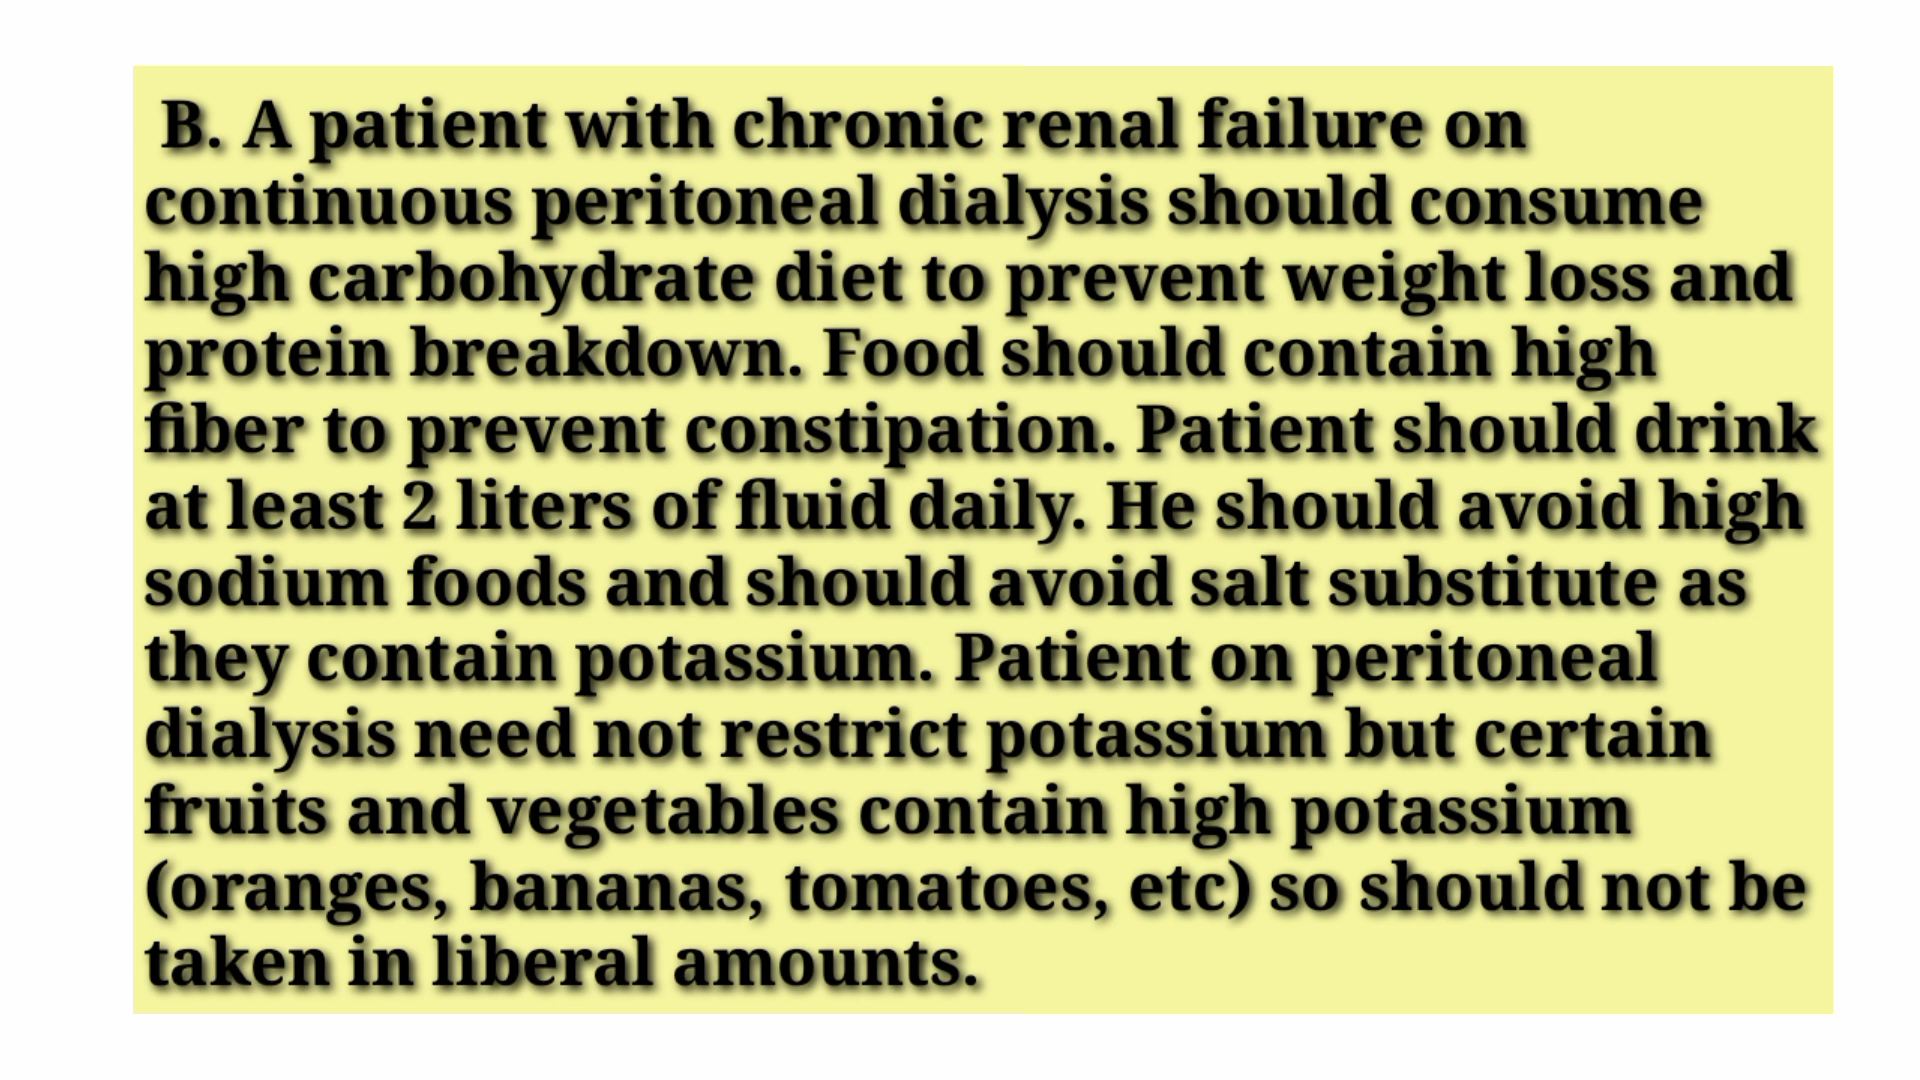 B. A patient with chronic renal failure on
continuous peritoneal dialysis should consume
high carbohydrate diet to prevent weight loss and
protein breakdown. Food should contain high
fiber to prevent constipation. Patient should drink
at least 2 liters of fluid daily. He should avoid high
sodium foods and should avoid salt substitute as
they contain potassium. Patient on peritoneal
dialysis need not restrict potassium but certain
fruits and vegetables contain high potassium
(oranges, bananas, tomatoes, etc) so should not be
taken in liberal amounts.